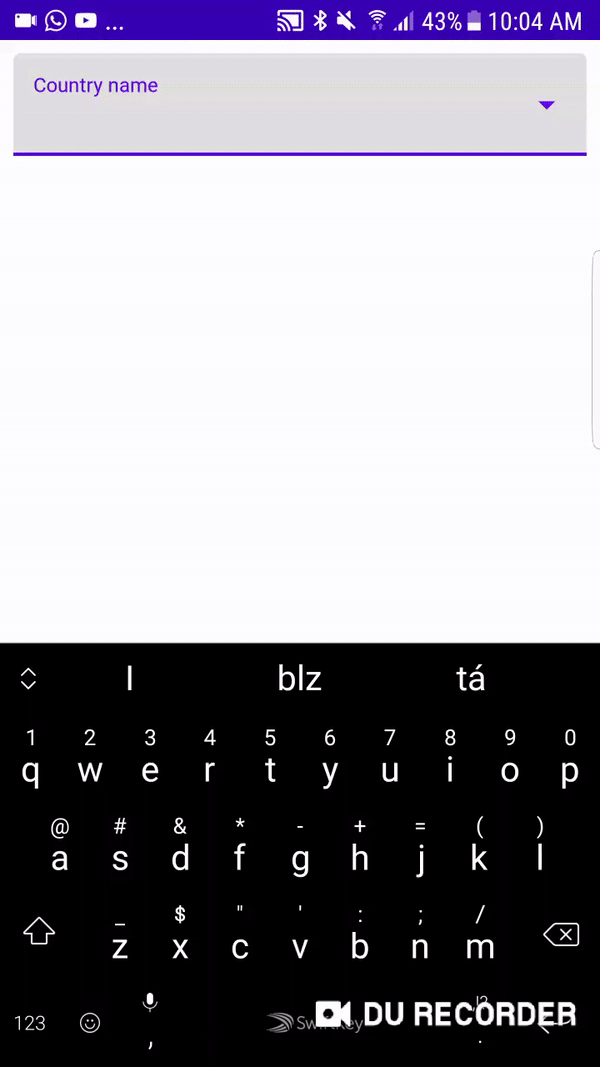 ... 43% 10:04 AM
Country name
I blz tá
1 2 3 4 5 6 7 8 9 0
q w e r t y u i o p
@ # & * - + = ( )
a s d f g h j k l
_ $ " ' : ; /
z x c v b n m
123 , SwiftKey ,!? .
DU RECORDER